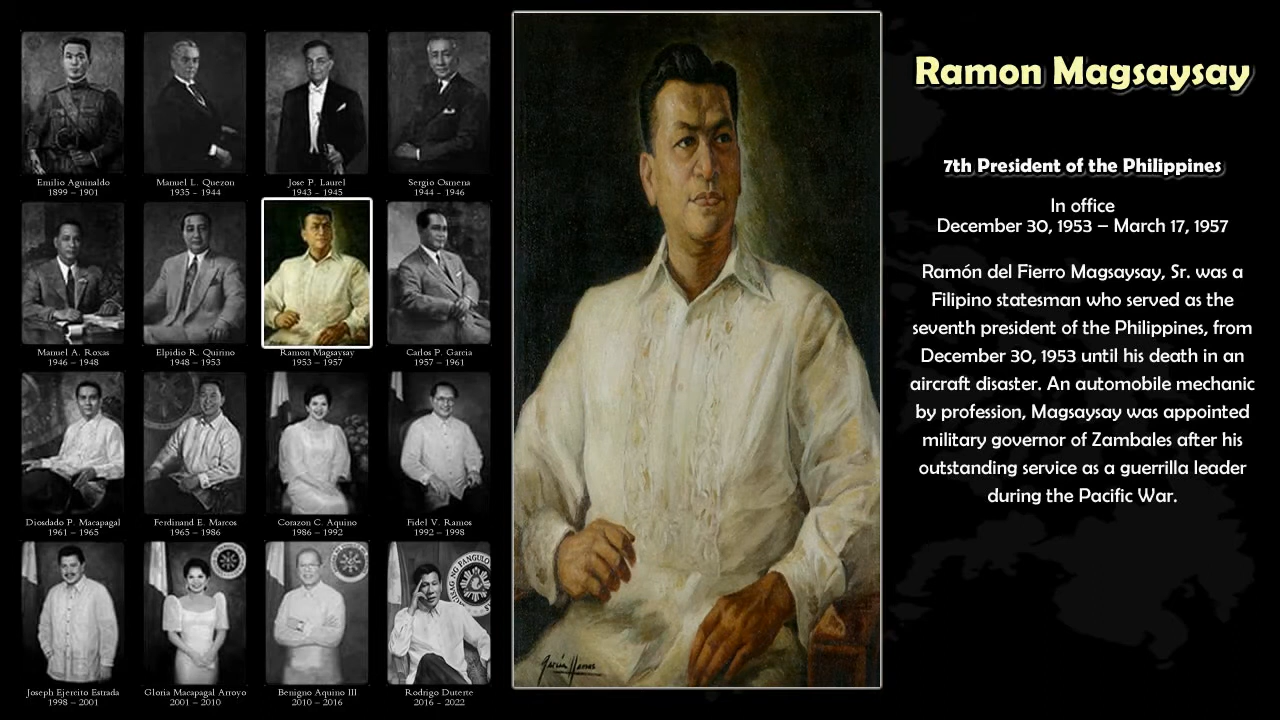 Emilio Aguinaldo
1899 – 1901
Manuel L. Quezon
1935 – 1944
Jose P. Laurel
1943 – 1945
Sergio Osmena
1944 – 1946
Manuel A. Roxas
1946 – 1948
Elpidio R. Quirino
1948 – 1953
Ramon Magsaysay
1953 – 1957
Carlos P. Garcia
1957 – 1961
Diosdado P. Macapagal
1961 – 1965
Ferdinand E. Marcos
1965 – 1986
Corazon C. Aquino
1986 – 1992
Fidel V. Ramos
1992 – 1998
Joseph Ejercito Estrada
1998 – 2001
Gloria Macapagal Arroyo
2001 – 2010
Benigno Aquino III
2010 – 2016
Rodrigo Duterte
2016 - 2022
Ramon Magsaysay
7th President of the Philippines
In office
December 30, 1953 – March 17, 1957
Ramón del Fierro Magsaysay, Sr. was a
Filipino statesman who served as the
seventh president of the Philippines, from
December 30, 1953 until his death in an
aircraft disaster. An automobile mechanic
by profession, Magsaysay was appointed
military governor of Zambales after his
outstanding service as a guerrilla leader
during the Pacific War.